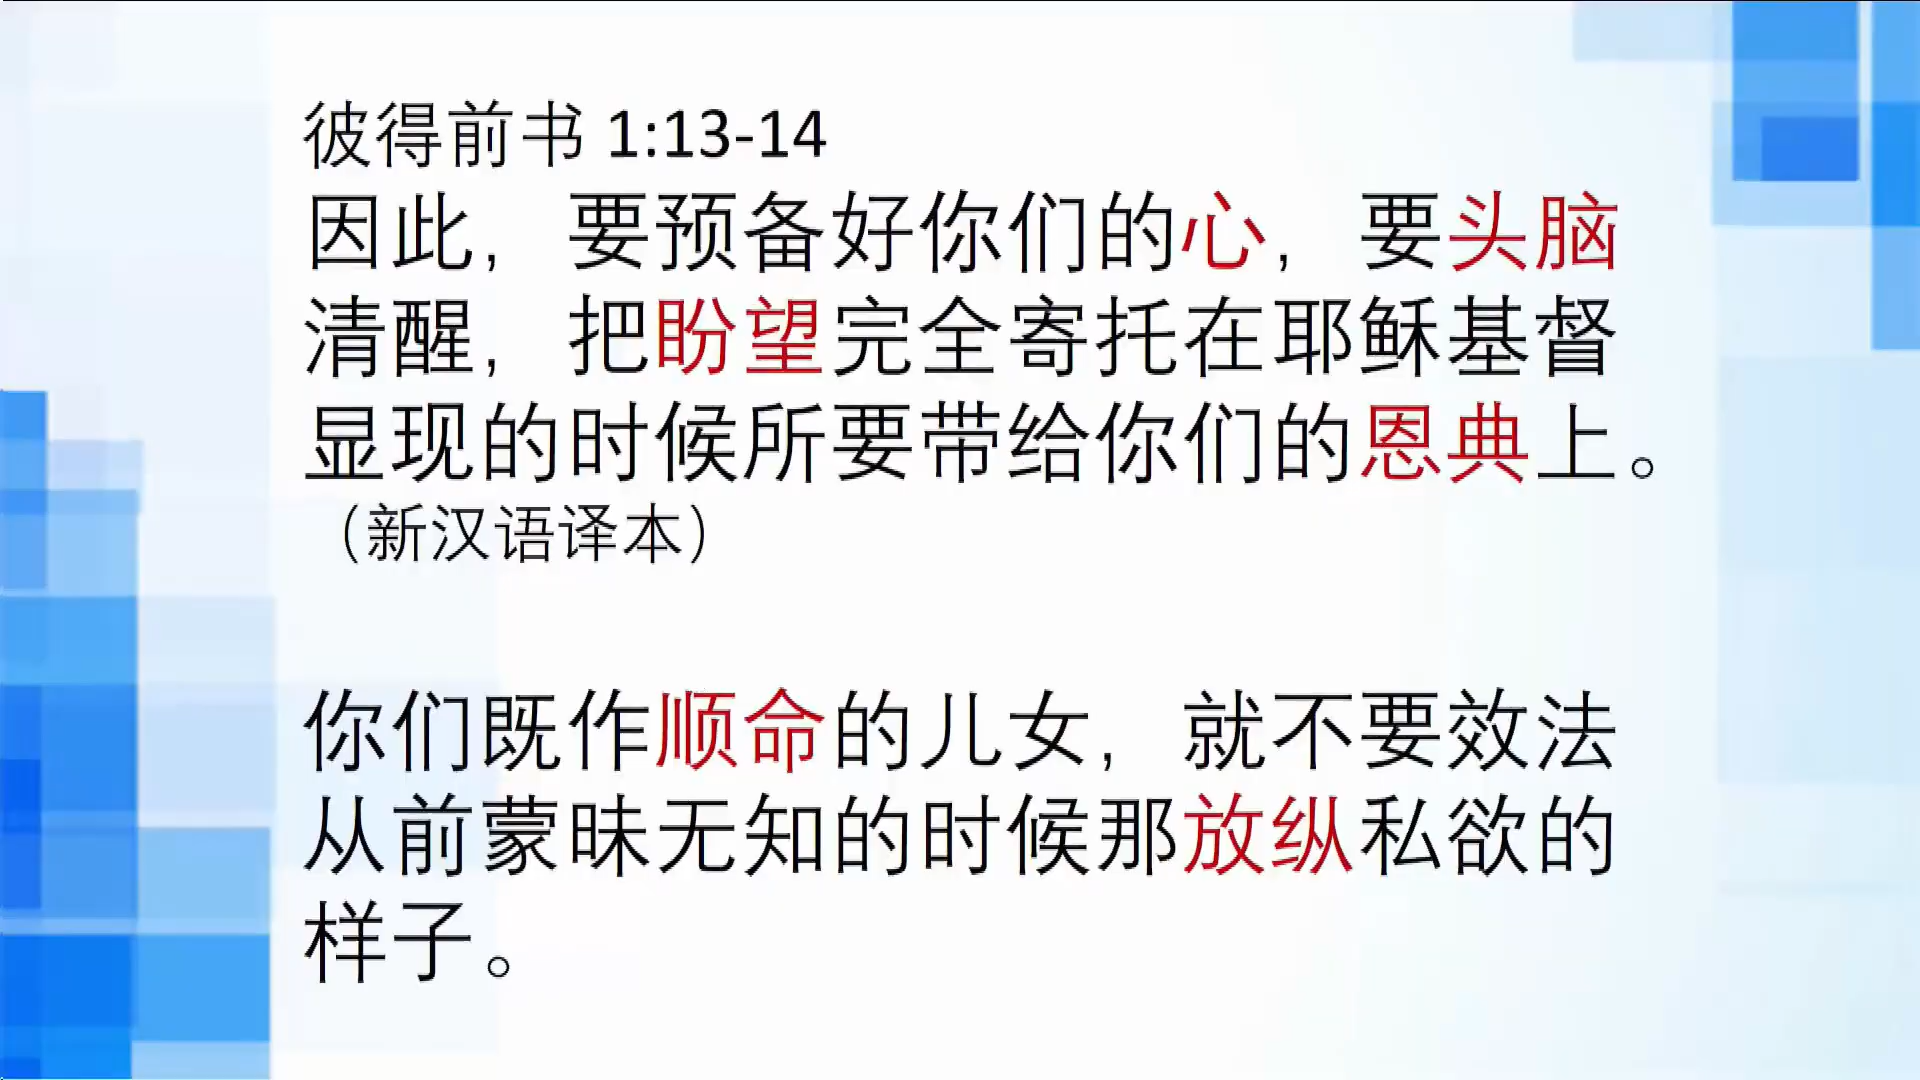 彼得前书 1:13-14
因此，要预备好你们的心，要头脑
清醒，把盼望完全寄托在耶稣基督
显现的时候所要带给你们的恩典上。
（新汉语译本）
你们既作顺命的儿女，就不要效法
从前蒙昧无知的时候那放纵私欲的
样子。